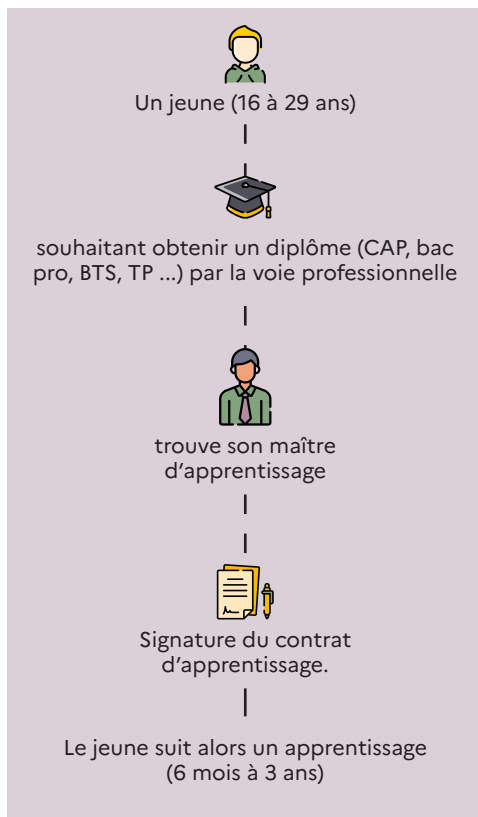 Un jeune (16 à 29 ans)
souhaitant obtenir un diplôme (CAP, bac
pro, BTS, TP ...) par la voie professionnelle
trouve son maître
d’apprentissage
Signature du contrat
d’apprentissage.
Le jeune suit alors un apprentissage
(6 mois à 3 ans)